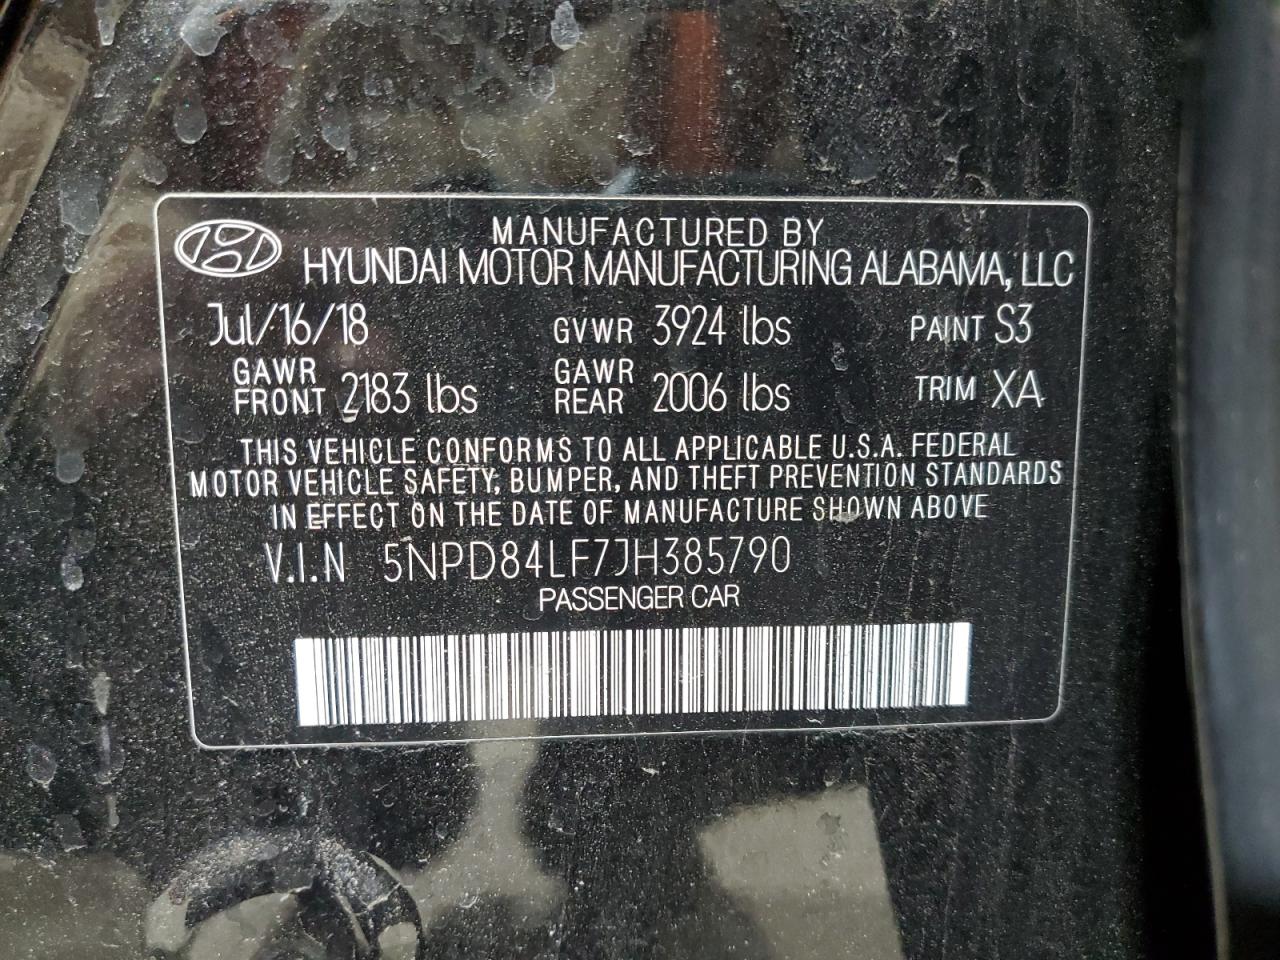 MANUFACTURED BY
HYUNDAI MOTOR MANUFACTURING ALABAMA, LLC
Jul/16/18 GVWR 3924 lbs PAINT S3
GAWR FRONT 2183 lbs GAWR REAR 2006 lbs TRIM XA
THIS VEHICLE CONFORMS TO ALL APPLICABLE U.S.A. FEDERAL
MOTOR VEHICLE SAFETY, BUMPER, AND THEFT PREVENTION STANDARDS
IN EFFECT ON THE DATE OF MANUFACTURE SHOWN ABOVE
V.I.N 5NPD84LF7JH385790
PASSENGER CAR